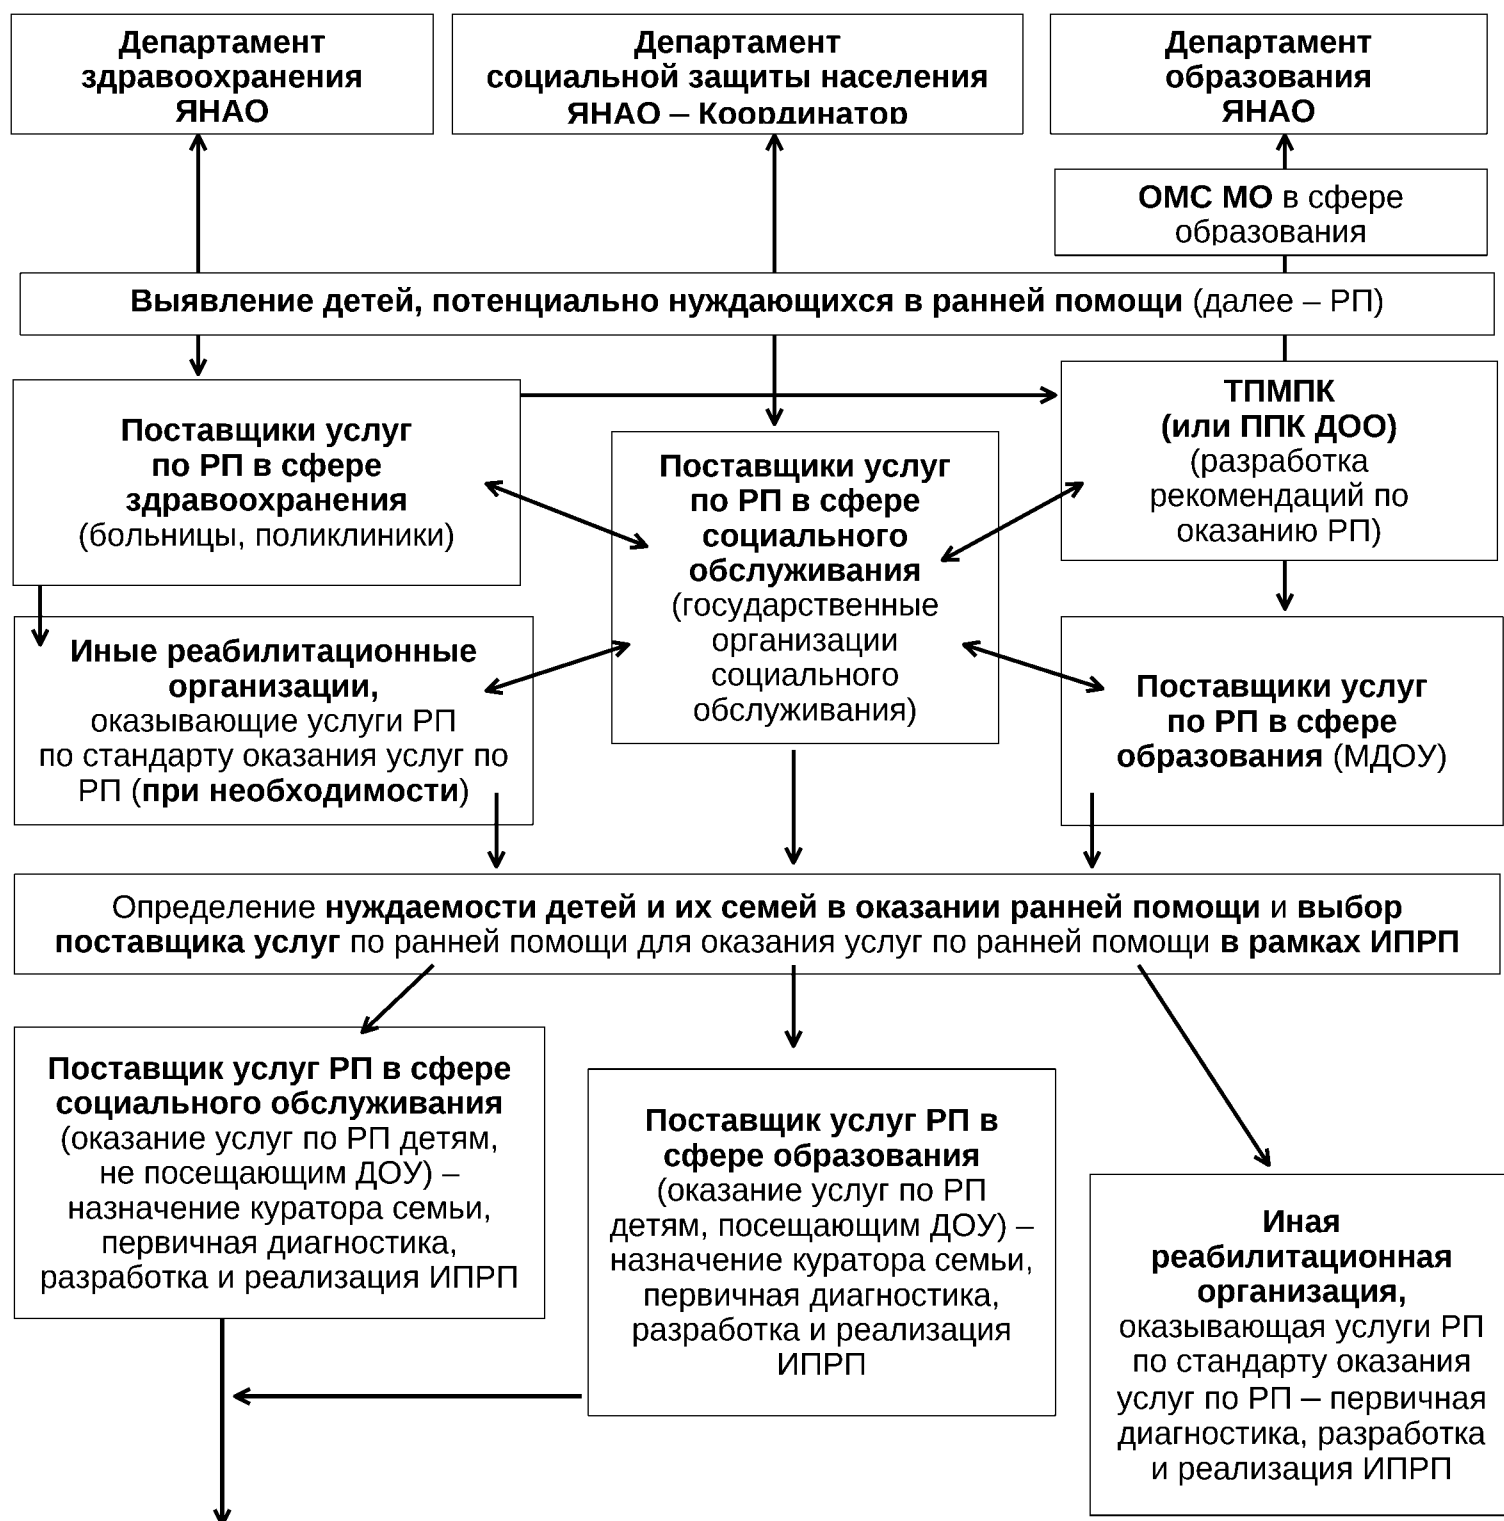 Департамент
здравоохранения
ЯНАО
Департамент
социальной защиты населения
ЯНАО – Координатор
Департамент
образования
ЯНАО
ОМС МО в сфере
образования
Выявление детей, потенциально нуждающихся в ранней помощи (далее – РП)
Поставщики услуг
по РП в сфере
здравоохранения
(больницы, поликлиники)
Поставщики услуг
по РП в сфере
социального
обслуживания
(государственные
организации
социального
обслуживания)
ТПМПК
(или ППК ДОО)
(разработка
рекомендаций по
оказанию РП)
Иные реабилитационные
организации,
оказывающие услуги РП
по стандарту оказания услуг по
РП (при необходимости)
Поставщики услуг
по РП в сфере
образования (МДОУ)
Определение нуждаемости детей и их семей в оказании ранней помощи и выбор
поставщика услуг по ранней помощи для оказания услуг по ранней помощи в рамках ИПРП
Поставщик услуг РП в сфере
социального обслуживания
(оказание услуг по РП детям,
не посещающим ДОУ) –
назначение куратора семьи,
первичная диагностика,
разработка и реализация ИПРП
Поставщик услуг РП в
сфере образования
(оказание услуг по РП
детям, посещающим ДОУ) –
назначение куратора семьи,
первичная диагностика,
разработка и реализация
ИПРП
Иная
реабилитационная
организация,
оказывающая услуги РП
по стандарту оказания
услуг по РП – первичная
диагностика, разработка
и реализация ИПРП